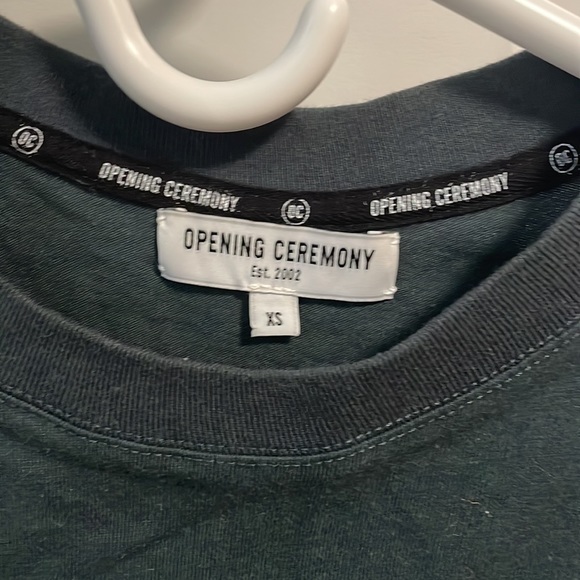 OC OPENING CEREMONY OC OPENING CEREMONY OC
OPENING CEREMONY
Est. 2002
XS